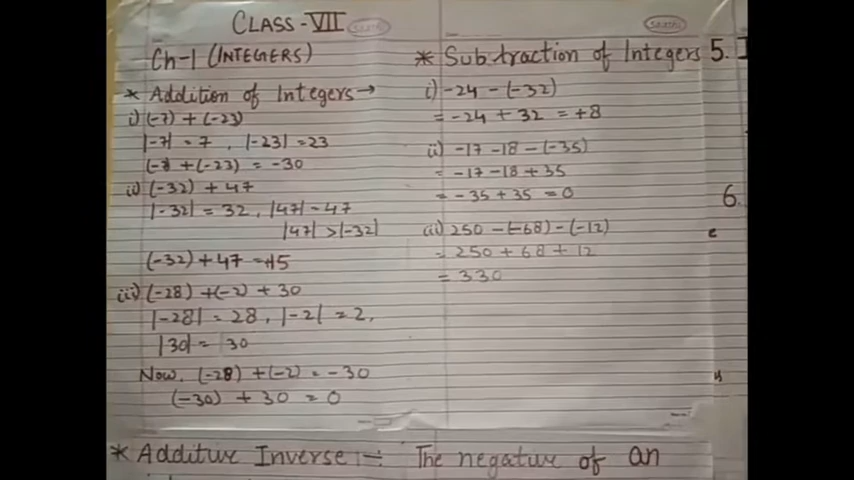 CLASS-VII
Ch-1 (INTEGERS)
* Addition of Integers→
i) (-7) + (-23)
|-7| = 7, |-23| = 23
(-7) + (-23) = -30
ii) (-32) + 47
|-32| = 32, |47| = 47
|47| > |-32|
(-32) + 47 = +15
iii) (-28) + (-2) + 30
|-28| = 28, |-2| = 2,
|30| = 30
Now, (-28) + (-2) = -30
(-30) + 30 = 0
* Subtraction of Integers
i) -24 - (-32)
= -24 + 32 = +8
ii) -17 - 18 - (-35)
= -17 - 18 + 35
= -35 + 35 = 0
(ii) 250 - (-68) - (-12)
= 250 + 68 + 12
= 330
5.
6.
* Additive Inverse :- The negative of an